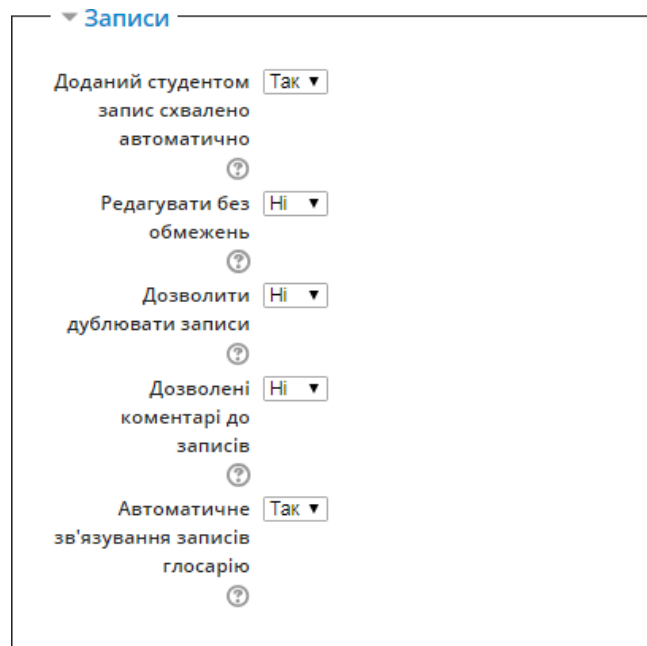 Записи
Доданий студентом Так
запис схвалено
автоматично
Редагувати без Ні
обмежень
Дозволити Ні
дублювати записи
Дозволені Ні
коментарі до
записів
Автоматичне Так
зв'язування записів
глосарію